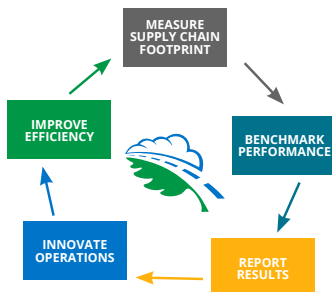 MEASURE
SUPPLY CHAIN
FOOTPRINT
BENCHMARK
PERFORMANCE
REPORT
RESULTS
INNOVATE
OPERATIONS
IMPROVE
EFFICIENCY